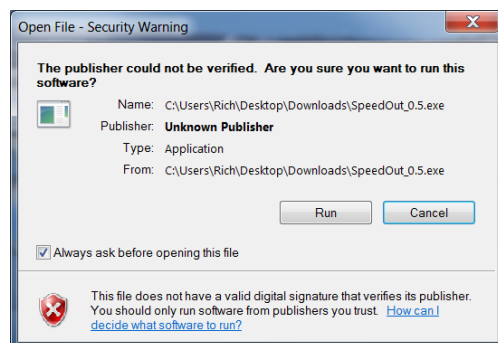 Open File - Security Warning
The publisher could not be verified. Are you sure you want to run this
software?
Name: C:\Users\Rich\Desktop\Downloads\SpeedOut_0.5.exe
Publisher: Unknown Publisher
Type: Application
From: C:\Users\Rich\Desktop\Downloads\SpeedOut_0.5.exe
Run Cancel
Always ask before opening this file
This file does not have a valid digital signature that verifies its publisher.
You should only run software from publishers you trust. How can I
decide what software to run?